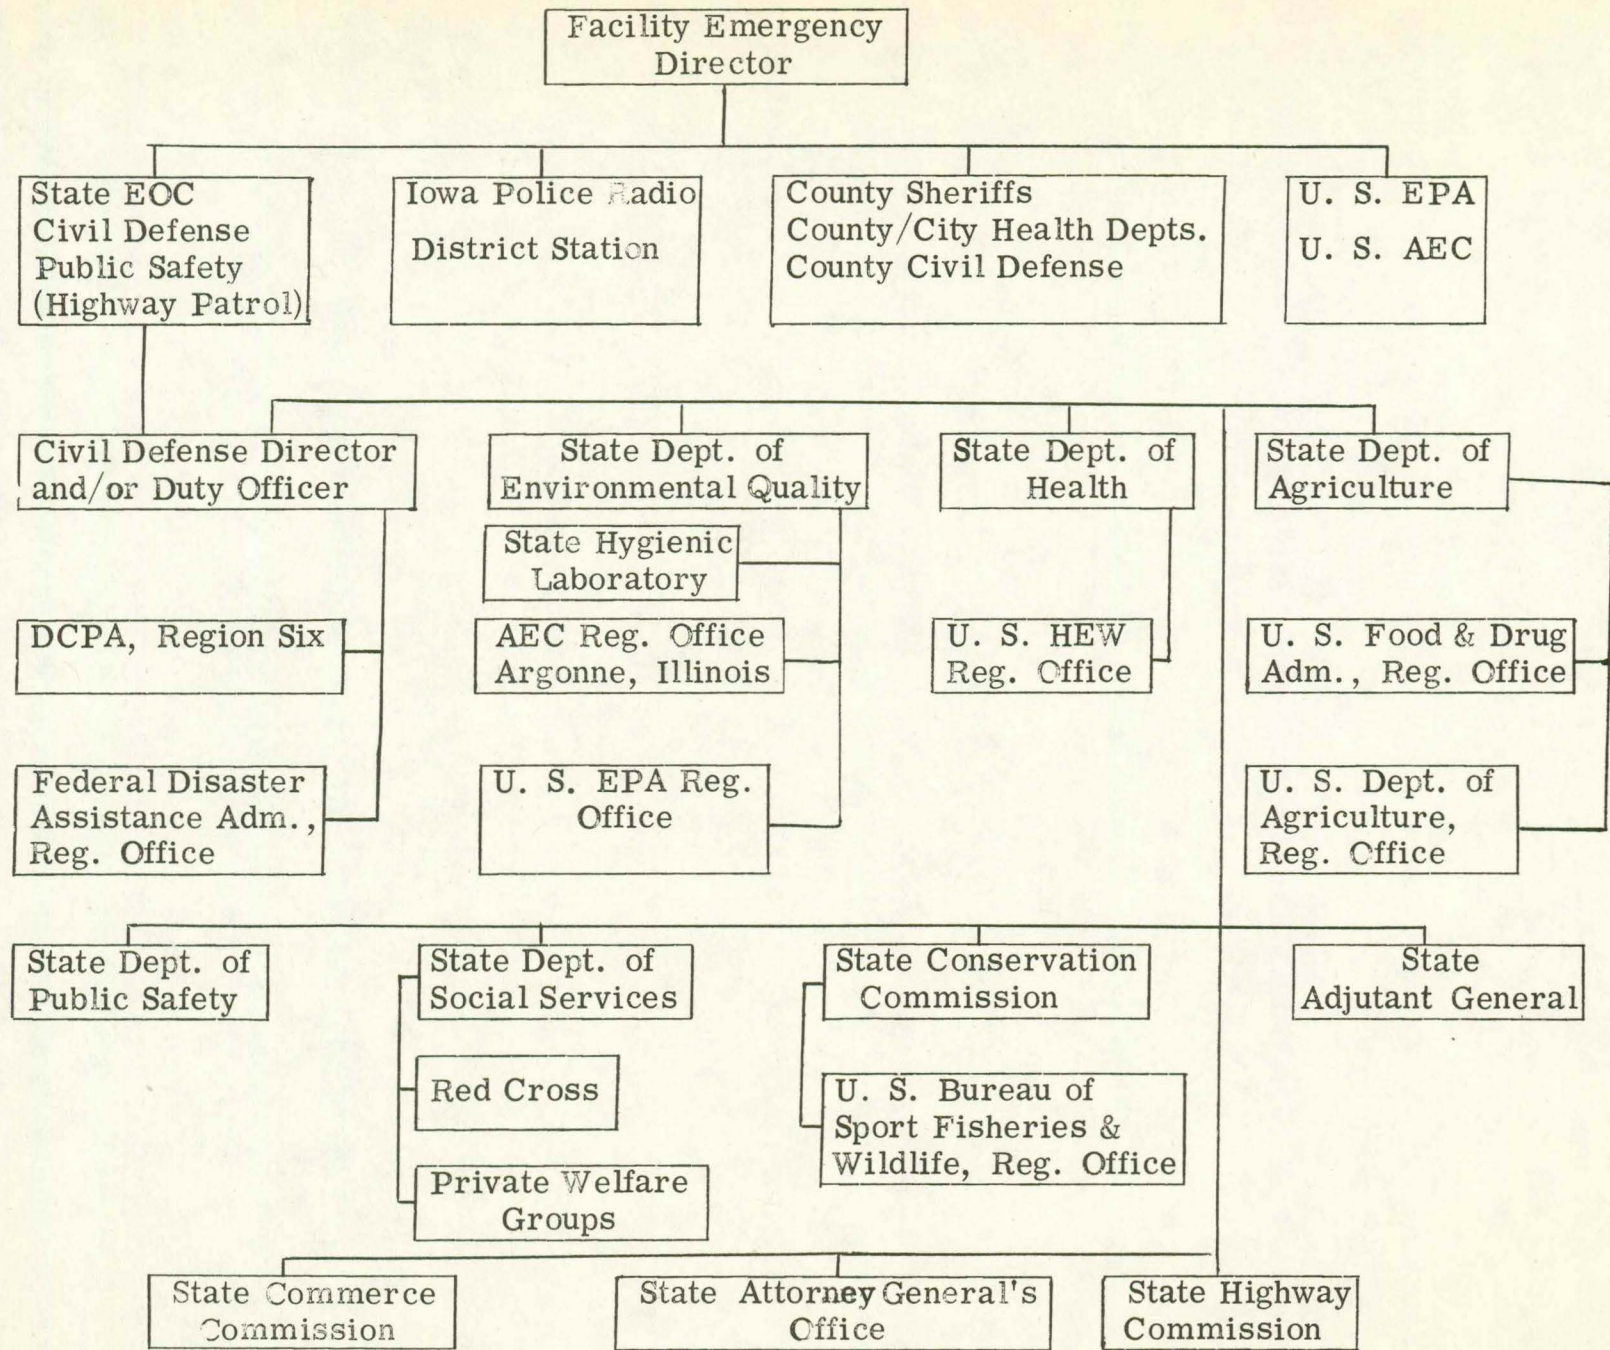 Facility Emergency
Director
State EOC
Civil Defense
Public Safety
(Highway Patrol)
Iowa Police Radio
District Station
County Sheriffs
County/City Health Depts.
County Civil Defense
U. S. EPA
U. S. AEC
Civil Defense Director
and/or Duty Officer
State Dept. of
Environmental Quality
State Dept. of
Health
State Dept. of
Agriculture
State Hygienic
Laboratory
DCPA, Region Six
AEC Reg. Office
Argonne, Illinois
U. S. HEW
Reg. Office
U. S. Food & Drug
Adm., Reg. Office
Federal Disaster
Assistance Adm.,
Reg. Office
U. S. EPA Reg.
Office
U. S. Dept. of
Agriculture,
Reg. Office
State Dept. of
Public Safety
State Dept. of
Social Services
State Conservation
Commission
State
Adjutant General
Red Cross
U. S. Bureau of
Sport Fisheries &
Wildlife, Reg. Office
Private Welfare
Groups
State Commerce
Commission
State Attorney General's
Office
State Highway
Commission